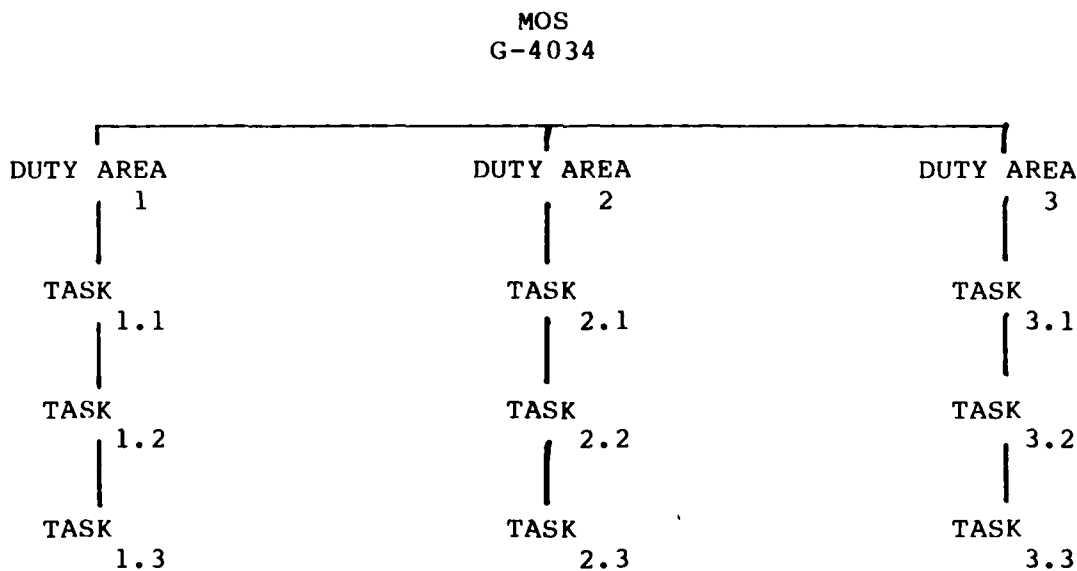 MOS
G-4034
DUTY AREA 1
DUTY AREA 2
DUTY AREA 3
TASK 1.1
TASK 2.1
TASK 3.1
TASK 1.2
TASK 2.2
TASK 3.2
TASK 1.3
TASK 2.3
TASK 3.3